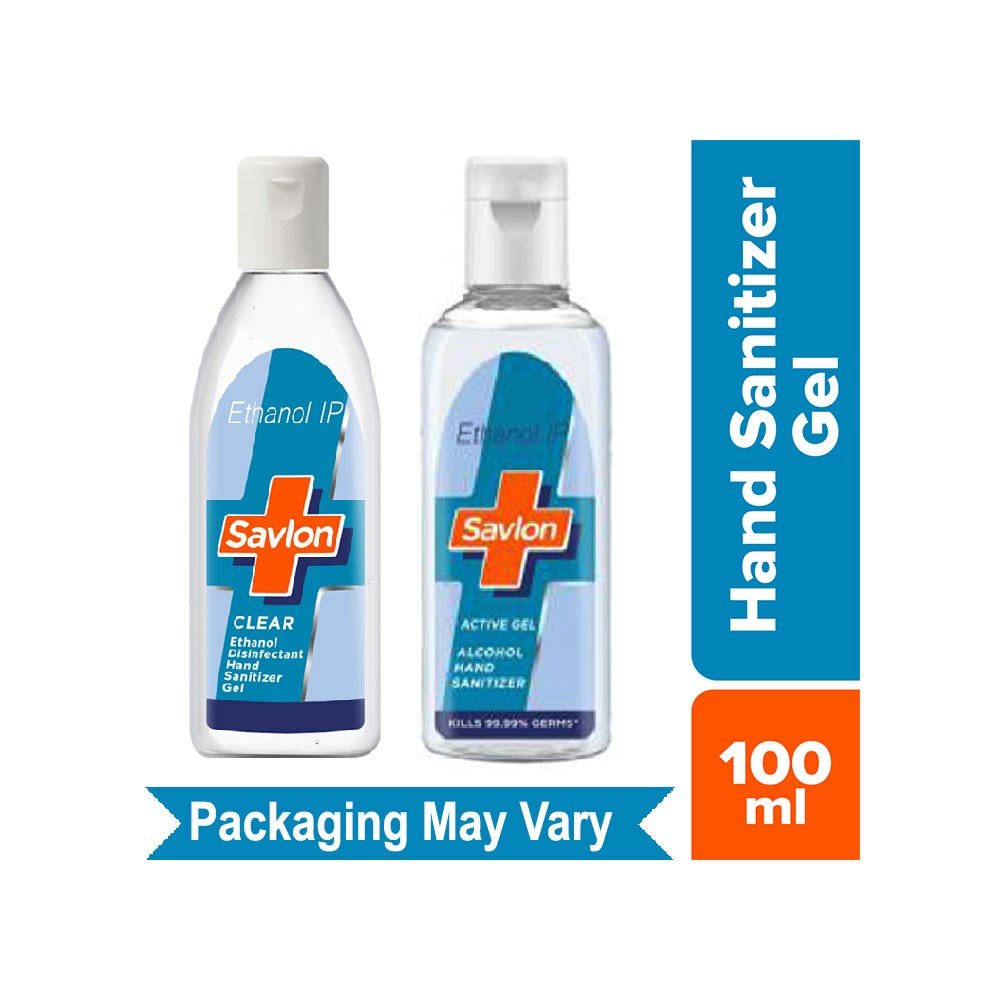 Ethanol IP
Savlon
CLEAR
Ethanol
Disinfectant
Hand
Sanitizer
Gel
Ethanol IP
Savlon
ACTIVE GEL
ALCOHOL
HAND
SANITIZER
KILLS 99.99% GERMS*
Hand Sanitizer
Gel
100
ml
Packaging May Vary